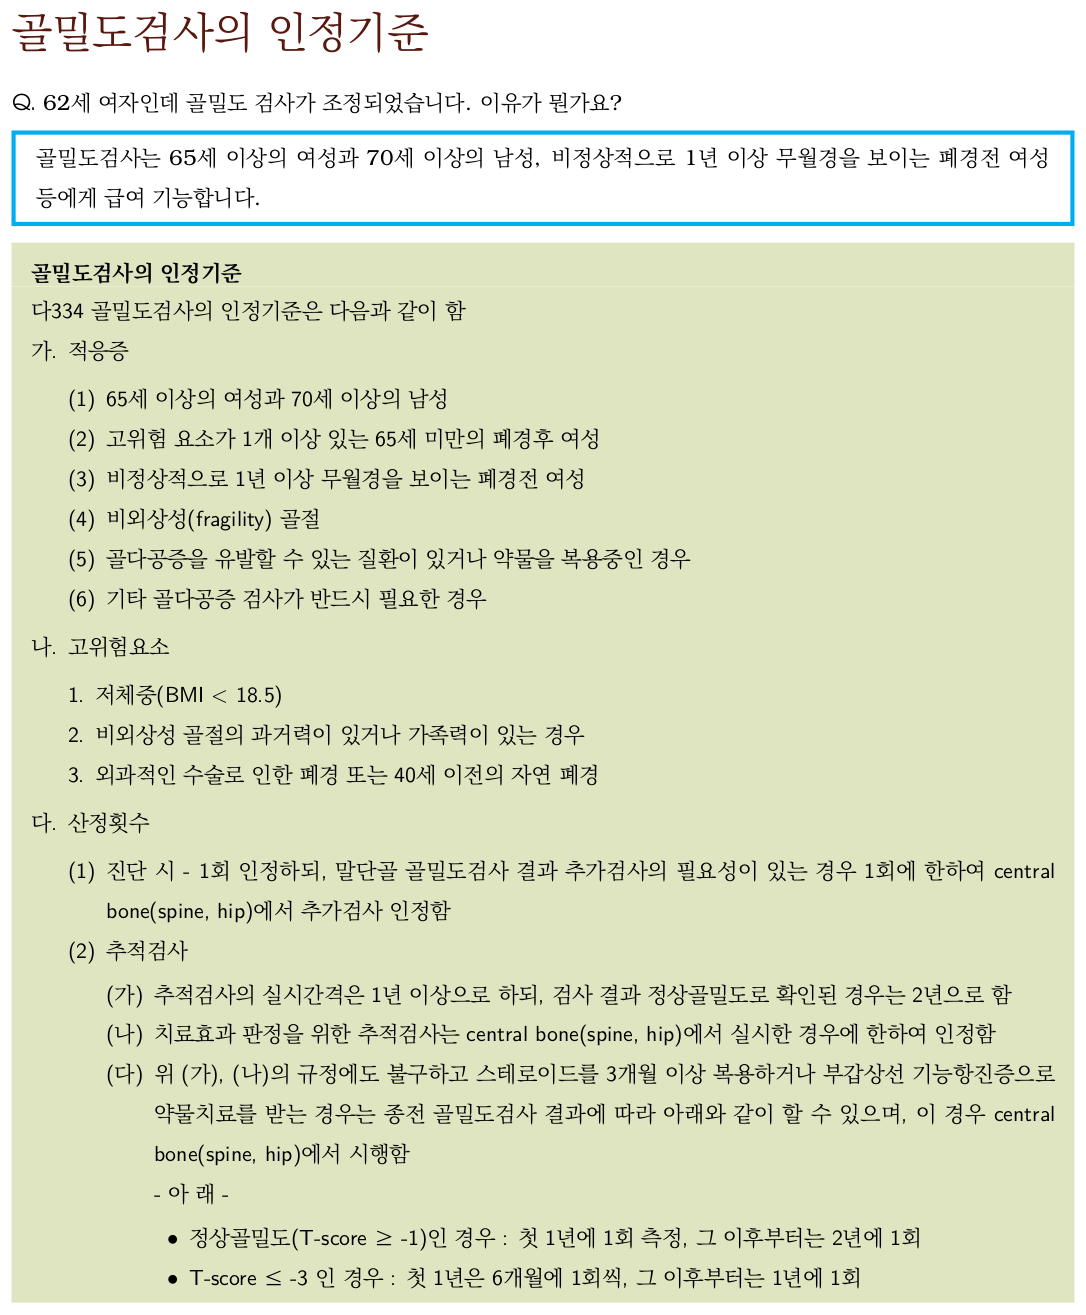 골밀도검사의 인정기준
Q. 62세 여자인데 골밀도 검사가 조정되었습니다. 이유가 뭔가요?
골밀도검사는 65세 이상의 여성과 70세 이상의 남성, 비정상적으로 1년 이상 무월경을 보이는 폐경전 여성
등에게 급여 기능합니다.
골밀도검사의 인정기준
다334 골밀도검사의 인정기준은 다음과 같이 함
가. 적응증
(1) 65세 이상의 여성과 70세 이상의 남성
(2) 고위험 요소가 1개 이상 있는 65세 미만의 폐경후 여성
(3) 비정상적으로 1년 이상 무월경을 보이는 폐경전 여성
(4) 비외상성(fragility) 골절
(5) 골다공증을 유발할 수 있는 질환이 있거나 약물을 복용중인 경우
(6) 기타 골다공증 검사가 반드시 필요한 경우
나. 고위험요소
1. 저체중(BMI < 18.5)
2. 비외상성 골절의 과거력이 있거나 가족력이 있는 경우
3. 외과적인 수술로 인한 폐경 또는 40세 이전의 자연 폐경
다. 산정횟수
(1) 진단 시 - 1회 인정하되, 말단골 골밀도검사 결과 추가검사의 필요성이 있는 경우 1회에 한하여 central
bone(spine, hip)에서 추가검사 인정함
(2) 추적검사
(가) 추적검사의 실시간격은 1년 이상으로 하되, 검사 결과 정상골밀도로 확인된 경우는 2년으로 함
(나) 치료효과 판정을 위한 추적검사는 central bone(spine, hip)에서 실시한 경우에 한하여 인정함
(다) 위 (가), (나)의 규정에도 불구하고 스테로이드를 3개월 이상 복용하거나 부갑상선 기능항진증으로
약물치료를 받는 경우는 종전 골밀도검사 결과에 따라 아래와 같이 할 수 있으며, 이 경우 central
bone(spine, hip)에서 시행함
- 아 래 -
• 정상골밀도(T-score ≥ -1)인 경우 : 첫 1년에 1회 측정, 그 이후부터는 2년에 1회
• T-score ≤ -3 인 경우 : 첫 1년은 6개월에 1회씩, 그 이후부터는 1년에 1회